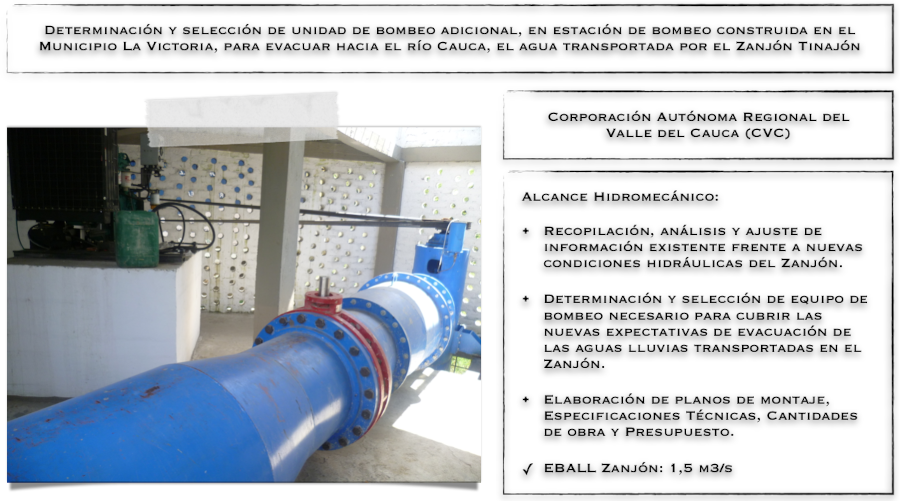 Determinación y selección de unidad de bombeo adicional, en estación de bombeo construida en el
Municipio La Victoria, para evacuar hacia el río Cauca, el agua transportada por el Zanjón Tinajón
Corporación Autónoma Regional del
Valle del Cauca (CVC)
Alcance Hidromecánico:
+ Recopilación, análisis y ajuste de
información existente frente a nuevas
condiciones hidráulicas del Zanjón.
+ Determinación y selección de equipo de
bombeo necesario para cubrir las
nuevas expectativas de evacuación de
las aguas lluvias transportadas en el
Zanjón.
+ Elaboración de planos de montaje,
Especificaciones Técnicas, Cantidades
de obra y Presupuesto.
✓ EBALL Zanjón: 1,5 m3/s